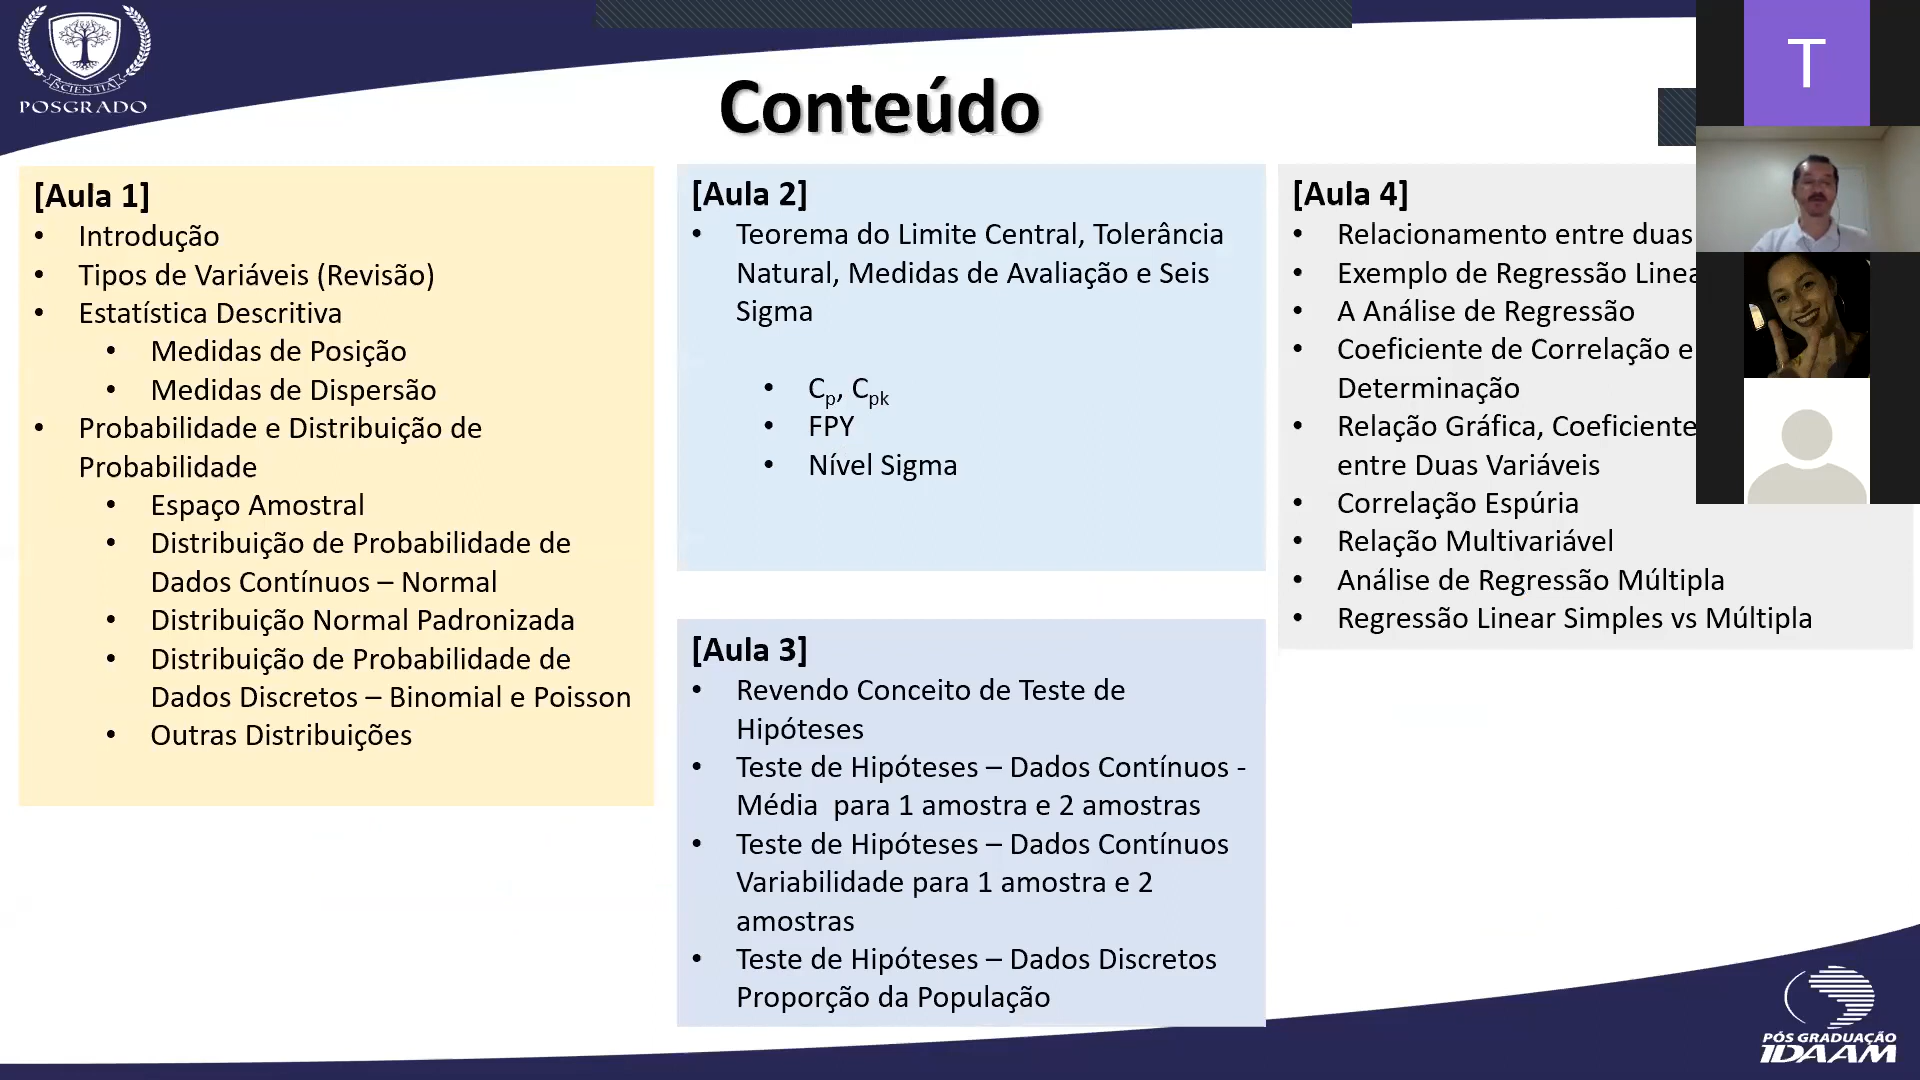 SCIENTIA
POSGRADO
Conteúdo
T
[Aula 1]
• Introdução
• Tipos de Variáveis (Revisão)
• Estatística Descritiva
• Medidas de Posição
• Medidas de Dispersão
• Probabilidade e Distribuição de
Probabilidade
• Espaço Amostral
• Distribuição de Probabilidade de
Dados Contínuos – Normal
• Distribuição Normal Padronizada
• Distribuição de Probabilidade de
Dados Discretos – Binomial e Poisson
• Outras Distribuições
[Aula 2]
• Teorema do Limite Central, Tolerância
Natural, Medidas de Avaliação e Seis
Sigma
• Cp, Cpk
• FPY
• Nível Sigma
[Aula 3]
• Revendo Conceito de Teste de
Hipóteses
• Teste de Hipóteses – Dados Contínuos -
Média para 1 amostra e 2 amostras
• Teste de Hipóteses – Dados Contínuos
Variabilidade para 1 amostra e 2
amostras
• Teste de Hipóteses – Dados Discretos
Proporção da População
[Aula 4]
• Relacionamento entre duas
• Exemplo de Regressão
• A Análise de Regressão
• Coeficiente de Correlação e
Determinação
• Relação Gráfica, Coeficiente
entre Duas Variáveis
• Correlação Espúria
• Relação Multivariável
• Análise de Regressão Múltipla
• Regressão Linear Simples vs Múltipla
PÓS GRADUAÇÃO
IDAAM